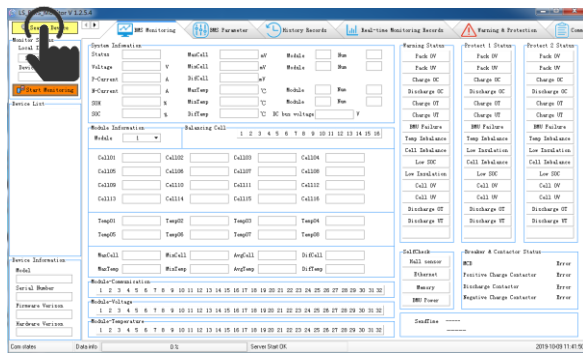 V 1.2.5.4
BMS Monitoring
BMS Parameter
History Records
Real-time Monitoring Records
Warning & Protection
Start Monitoring
Device List
Device Information
Model
Serial Number
Firmware Verison
Hardware Verison
System Infomation
Status MaxCell mV Module Num
Voltage V MinCell mV Module Num
P-Current A DifCell mV
B-Current A MaxTemp ℃ Module Num
SOH % MinTemp ℃ Module Num
SOC % DifTemp ℃ DC bus voltage V
Module Information
Module 1
Balancing Cell
1 2 3 4 5 6 7 8 9 10 11 12 13 14 15 16
Cell01 Cell02 Cell03 Cell04
Cell05 Cell06 Cell07 Cell08
Cell09 Cell10 Cell11 Cell12
Cell13 Cell14 Cell15 Cell16
Temp01 Temp02 Temp03 Temp04
Temp05 Temp06 Temp07 Temp08
MaxCell MinCell AvgCell DifCell
MaxTemp MinTemp AvgTemp DifTemp
Module-Communication
1 2 3 4 5 6 7 8 9 10 11 12 13 14 15 16 17 18 19 20 21 22 23 24 25 26 27 28 29 30 31 32
Module-Voltage
1 2 3 4 5 6 7 8 9 10 11 12 13 14 15 16 17 18 19 20 21 22 23 24 25 26 27 28 29 30 31 32
Module-Temperature
1 2 3 4 5 6 7 8 9 10 11 12 13 14 15 16 17 18 19 20 21 22 23 24 25 26 27 28 29 30 31 32
Warning Status
Pack OV
Pack UV
Charge OC
Discharge OC
Charge OT
Charge UT
BMU Failure
Temp Imbalance
Cell Imbalance
Low SOC
Low Insulation
Cell OV
Cell UV
Discharge OT
Discharge UT
Protect 1 Status
Pack OV
Pack UV
Charge OC
Discharge OC
Charge OT
Charge UT
BMU Failure
Temp Imbalance
Low Insulation
Cell Imbalance
Low SOC
Cell OV
Cell UV
Discharge OT
Discharge UT
Protect 2 Status
Pack OV
Pack UV
Charge OC
Discharge OC
Charge OT
Charge UT
BMU Failure
Temp Imbalance
Low Insulation
Cell Imbalance
Low SOC
Cell OV
Cell UV
Discharge OT
Discharge UT
SelfCheck
Hall sensor
Ethernet
Memory
BMU Power
Breaker & Contactor Status
MCB Error
Positive Charge Contactor Error
Discharge Contactor Error
Negative Charge Contactor Error
SendTime ------
------
Com states Data info 0 % Server Start OK